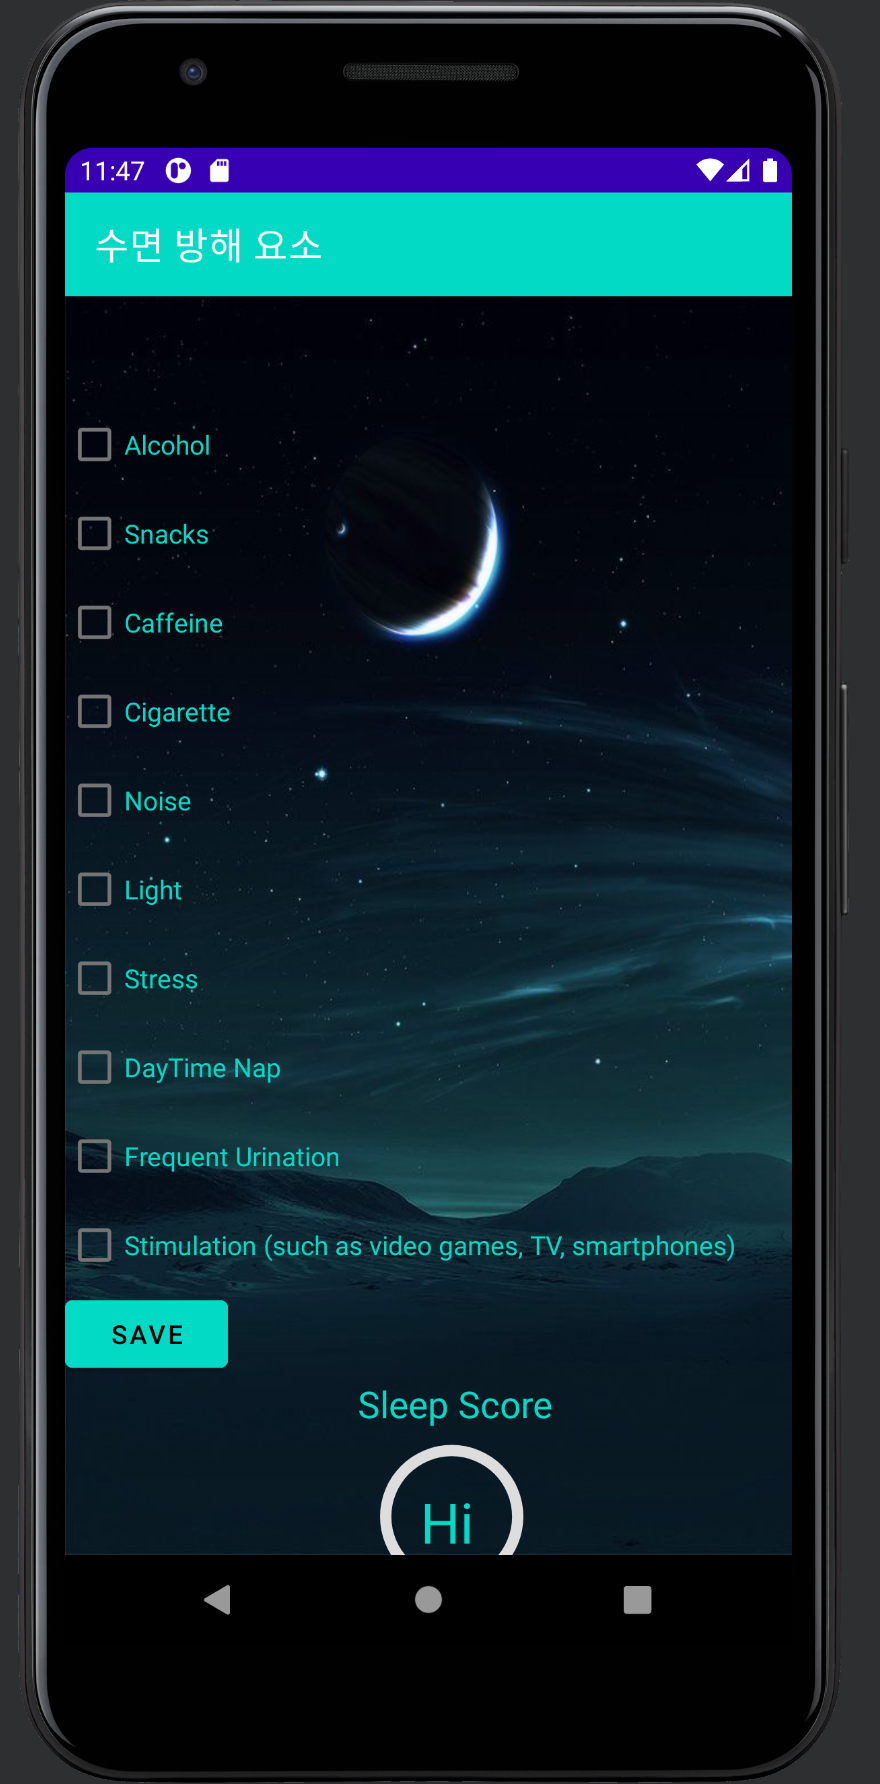 11:47
수면 방해 요소
Alcohol
Snacks
Caffeine
Cigarette
Noise
Light
Stress
DayTime Nap
Frequent Urination
Stimulation (such as video games, TV, smartphones)
SAVE
Sleep Score
Hi